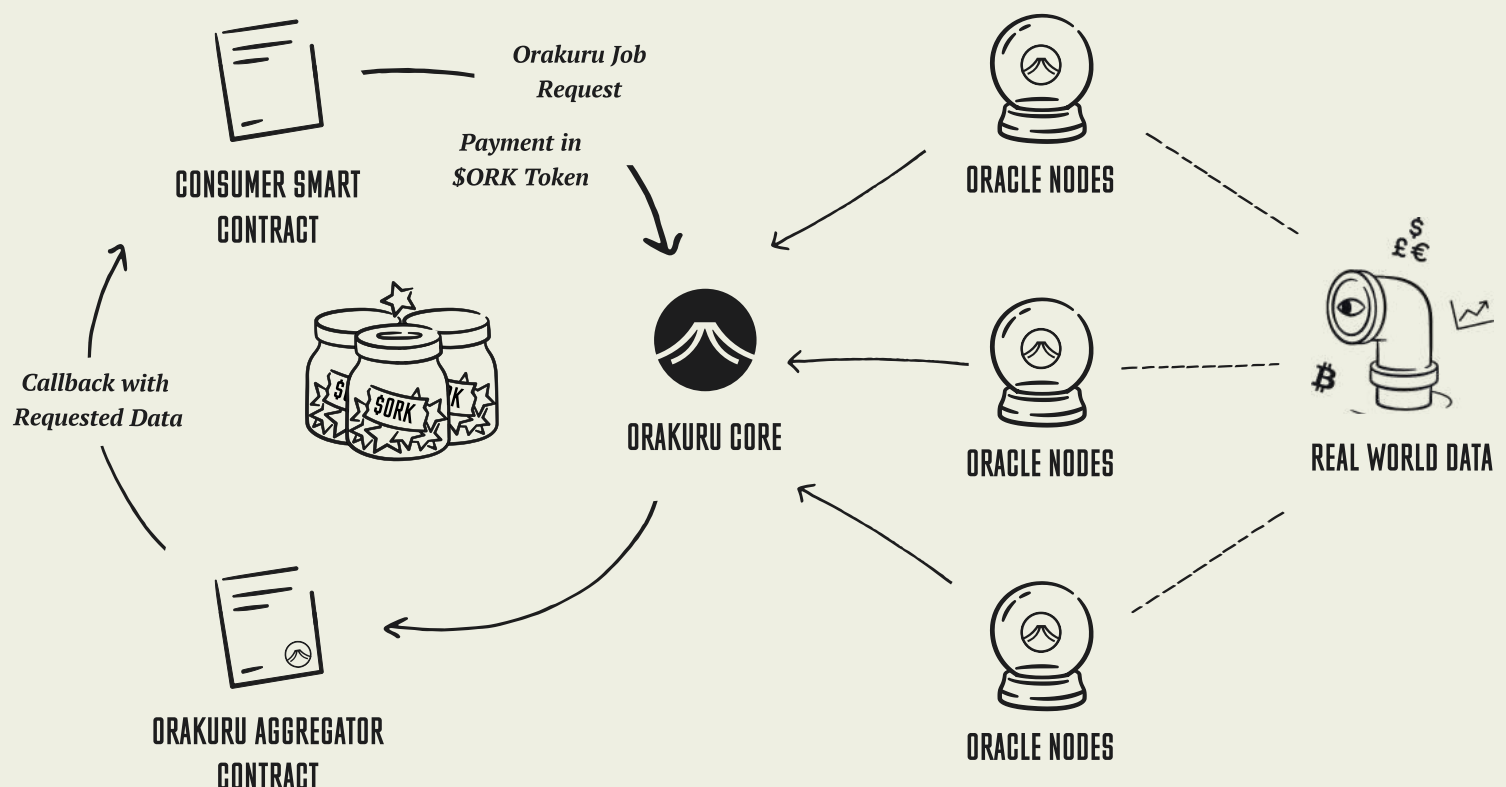 Orakuru Job
Request
Payment in
$ORK Token
CONSUMER SMART
CONTRACT
ORACLE NODES
$
£€
₿
Callback with
Requested Data
$ORK
RK
ORAKURU CORE
ORACLE NODES
REAL WORLD DATA
ORAKURU AGGREGATOR
CONTRACT
ORACLE NODES